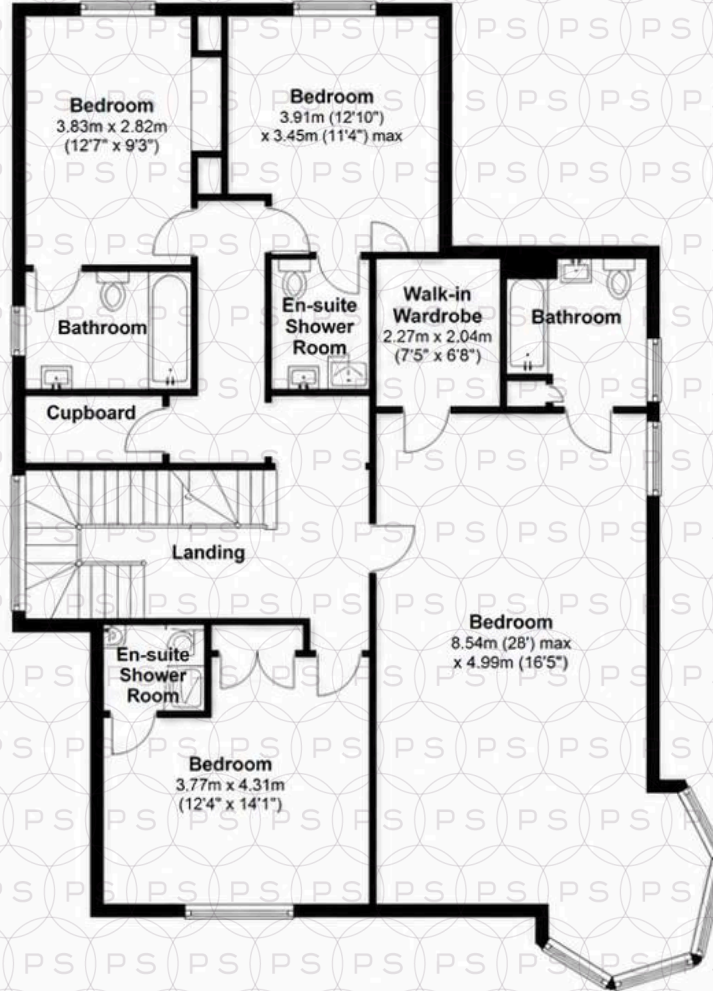 Bedroom
3.83m x 2.82m
(12'7" x 9'3")
Bedroom
3.91m (12'10")
x 3.45m (11'4") max
Bathroom
En-suite
Shower
Room
Walk-in
Wardrobe
2.27m x 2.04m
(7'5" x 6'8")
Bathroom
Cupboard
Landing
En-suite
Shower
Room
Bedroom
8.54m (28') max
x 4.99m (16'5")
Bedroom
3.77m x 4.31m
(12'4" x 14'1")
PS